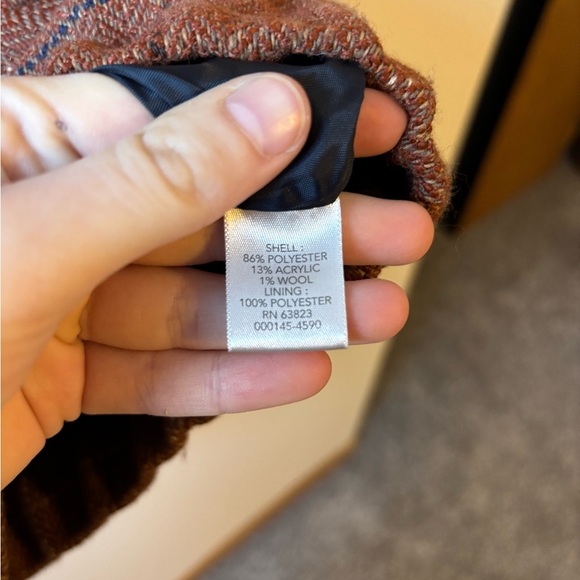 SHELL :
86% POLYESTER
13% ACRYLIC
1% WOOL
LINING :
100% POLYESTER
RN 63823
000145-4590